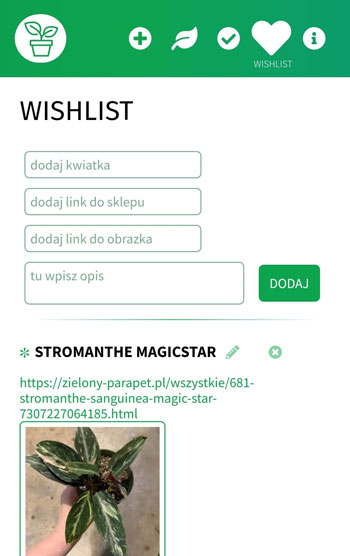 WISHLIST
WISHLIST
dodaj kwiatka
dodaj link do sklepu
dodaj link do obrazka
tu wpisz opis
DODAJ
STROMANTHE MAGICSTAR
https://zielony-parapet.pl/wszystkie/681-
stromanthe-sanguinea-magic-star-
7307227064185.html